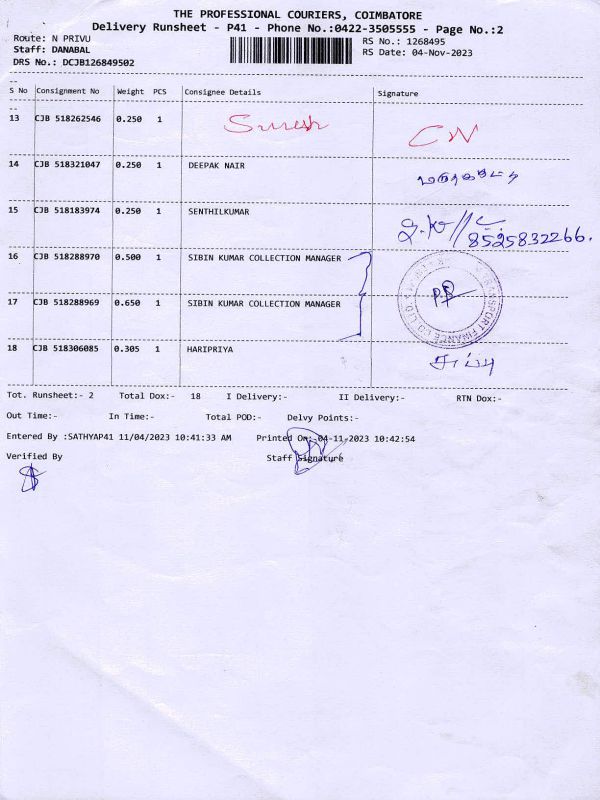 THE PROFESSIONAL COURIERS, COIMBATORE
Delivery Runsheet - P41 - Phone No.:0422-3505555 - Page No.:2
Route: N PRIVU RS No.: 1268495
Staff: DANABAL RS Date: 04-Nov-2023
DRS No.: DCJB126849502
S No Consignment No Weight PCS Consignee Details Signature
13 CJB 518262546 0.250 1 Suresh CN
14 CJB 518321047 0.250 1 DEEPAK NAIR
15 CJB 518183974 0.250 1 SENTHILKUMAR
8525832266.
16 CJB 518288970 0.500 1 SIBIN KUMAR COLLECTION MANAGER
17 CJB 518288969 0.650 1 SIBIN KUMAR COLLECTION MANAGER
TRANSPORT FINANCE CO LTD
18 CJB 518306085 0.305 1 HARIPRIYA
Tot. Runsheet:- 2 Total Dox:- 18 I Delivery:- II Delivery:- RTN Dox:-
Out Time:- In Time:- Total POD:- Delvy Points:-
Entered By :SATHYAP41 11/04/2023 10:41:33 AM Printed On:-04-11-2023 10:42:54
Verified By Staff Signature